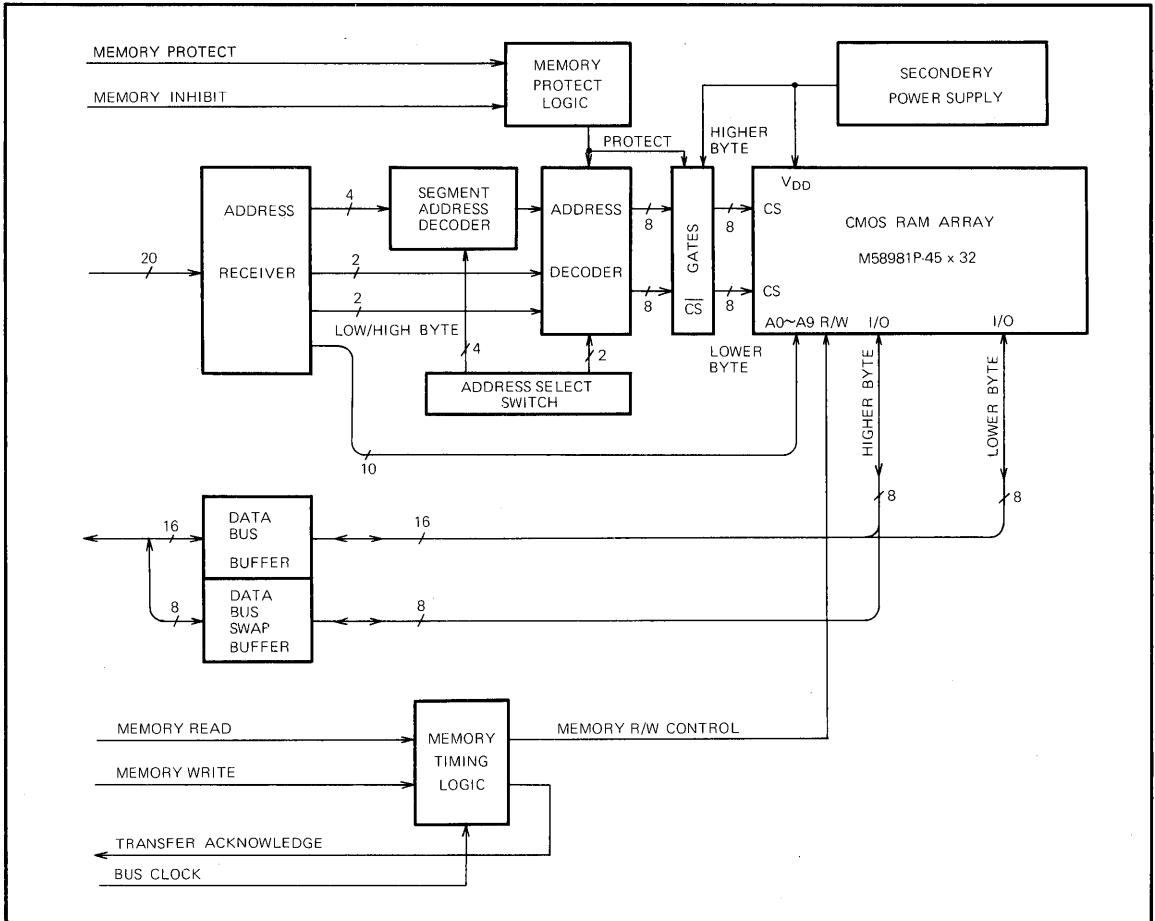 MEMORY PROTECT
MEMORY INHIBIT
MEMORY
PROTECT
LOGIC
SECONDERY
POWER SUPPLY
PROTECT
HIGHER
BYTE
20
ADDRESS
RECEIVER
4
2
2
LOW/HIGH BYTE
SEGMENT
ADDRESS
DECODER
ADDRESS
DECODER
8
8
GATES
CS
8
8
VDD
CS
CS
CMOS RAM ARRAY
M58981P-45 x 32
A0~A9 R/W I/O I/O
4
2
ADDRESS SELECT
SWITCH
LOWER
BYTE
10
HIGHER BYTE
LOWER BYTE
8
8
16
DATA
BUS
BUFFER
16
8
DATA
BUS
SWAP
BUFFER
8
MEMORY READ
MEMORY WRITE
MEMORY
TIMING
LOGIC
MEMORY R/W CONTROL
TRANSFER ACKNOWLEDGE
BUS CLOCK